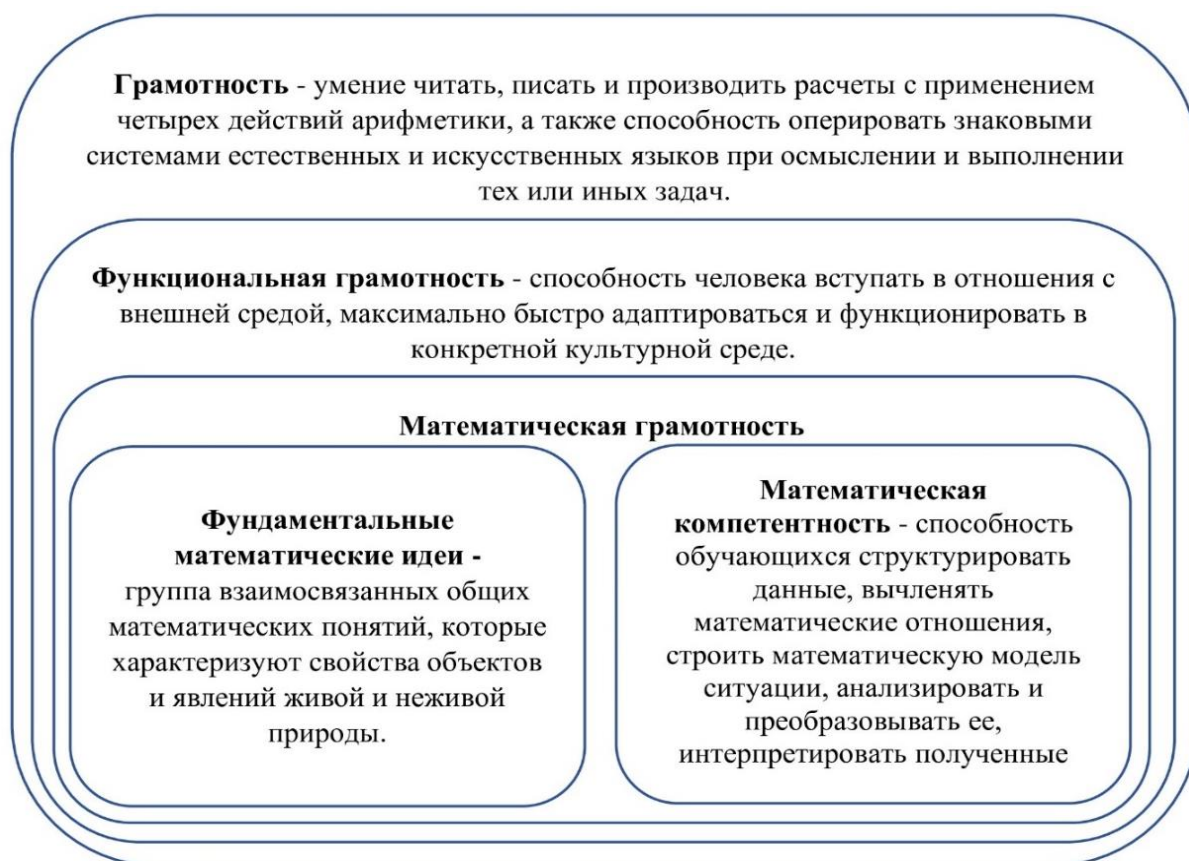 Грамотность - умение читать, писать и производить расчеты с применением
четырех действий арифметики, а также способность оперировать знаковыми
системами естественных и искусственных языков при осмыслении и выполнении
тех или иных задач.
Функциональная грамотность - способность человека вступать в отношения с
внешней средой, максимально быстро адаптироваться и функционировать в
конкретной культурной среде.
Математическая грамотность
Фундаментальные
математические идеи -
группа взаимосвязанных общих
математических понятий, которые
характеризуют свойства объектов
и явлений живой и неживой
природы.
Математическая
компетентность - способность
обучающихся структурировать
данные, вычленять
математические отношения,
строить математическую модель
ситуации, анализировать и
преобразовывать ее,
интерпретировать полученные